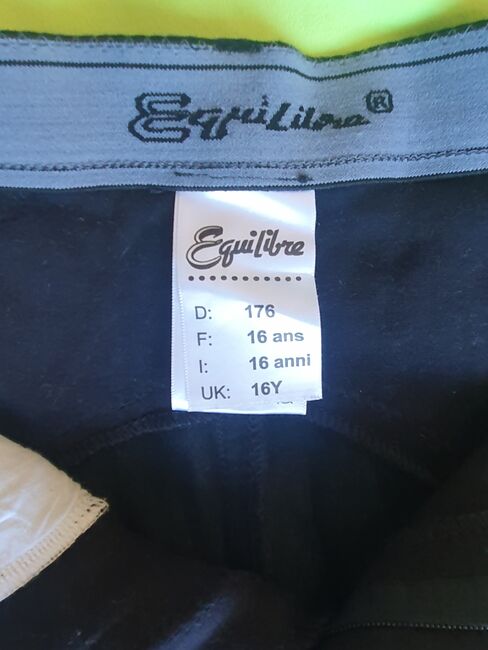 Equilibre®
Equilibre
D: 176
F: 16 ans
I: 16 anni
UK: 16Y